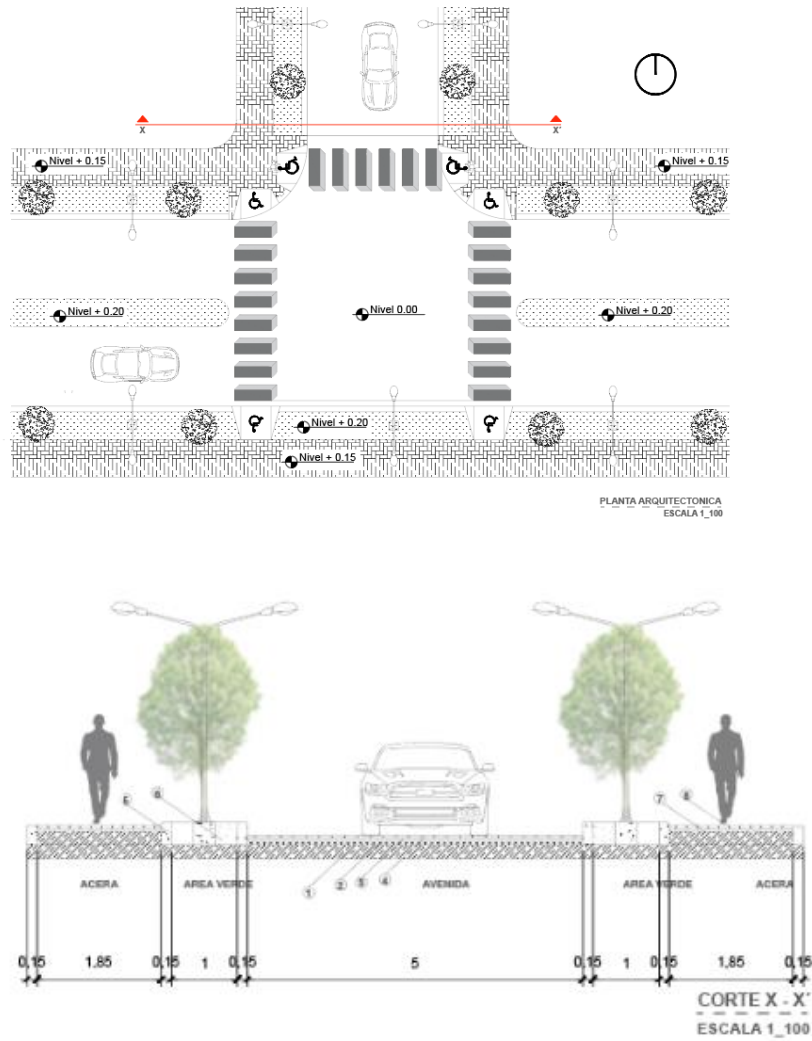 X
X'
Nivel + 0.15
Nivel + 0.15
Nivel + 0.20
Nivel 0.00
Nivel + 0.20
Nivel + 0.20
Nivel + 0.15
PLANTA ARQUITECTONICA
ESCALA 1_100
5
6
7
8
1
2
3
4
ACERA
AREA VERDE
AVENIDA
AREA VERDE
ACERA
0,15
1,85
0,15
1
0,15
5
0,15
1
0,15
1,85
0,15
CORTE X - X'
ESCALA 1_100